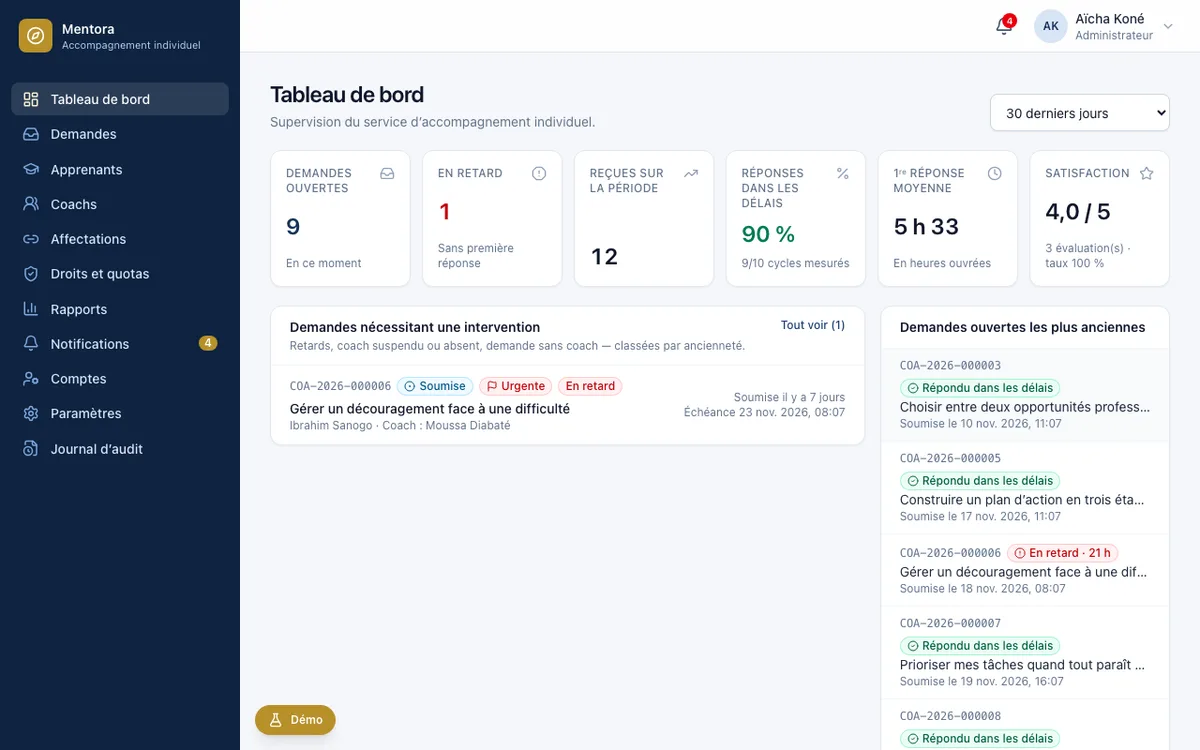 Mentora
Accompagnement individuel
4
AK
Aïcha Koné
Administrateur
Tableau de bord
Demandes
Apprenants
Coachs
Affectations
Droits et quotas
Rapports
Notifications
4
Comptes
Paramètres
Journal d’audit
Tableau de bord
Supervision du service d’accompagnement individuel.
30 derniers jours
DEMANDES
OUVERTES
9
En ce moment
EN RETARD
1
Sans première
réponse
REÇUES SUR
LA PÉRIODE
12
RÉPONSES
DANS LES
DÉLAIS
90 %
9/10 cycles mesurés
1ʳᵉ RÉPONSE
MOYENNE
5 h 33
En heures ouvrées
SATISFACTION
4,0 / 5
3 évaluation(s) ·
taux 100 %
Demandes nécessitant une intervention
Tout voir (1)
Retards, coach suspendu ou absent, demande sans coach — classées par ancienneté.
COA-2026-000006 Soumise Urgente En retard
Gérer un découragement face à une difficulté
Ibrahim Sanogo · Coach : Moussa Diabaté
Soumise il y a 7 jours
Échéance 23 nov. 2026, 08:07
Demandes ouvertes les plus anciennes
COA-2026-000003
Répondu dans les délais
Choisir entre deux opportunités profess...
Soumise le 10 nov. 2026, 11:07
COA-2026-000005
Répondu dans les délais
Construire un plan d’action en trois éta...
Soumise le 17 nov. 2026, 11:07
COA-2026-000006 En retard · 21 h
Gérer un découragement face à une dif...
Soumise le 18 nov. 2026, 08:07
COA-2026-000007
Répondu dans les délais
Prioriser mes tâches quand tout paraît ...
Soumise le 19 nov. 2026, 16:07
COA-2026-000008
Répondu dans les délais
Démo